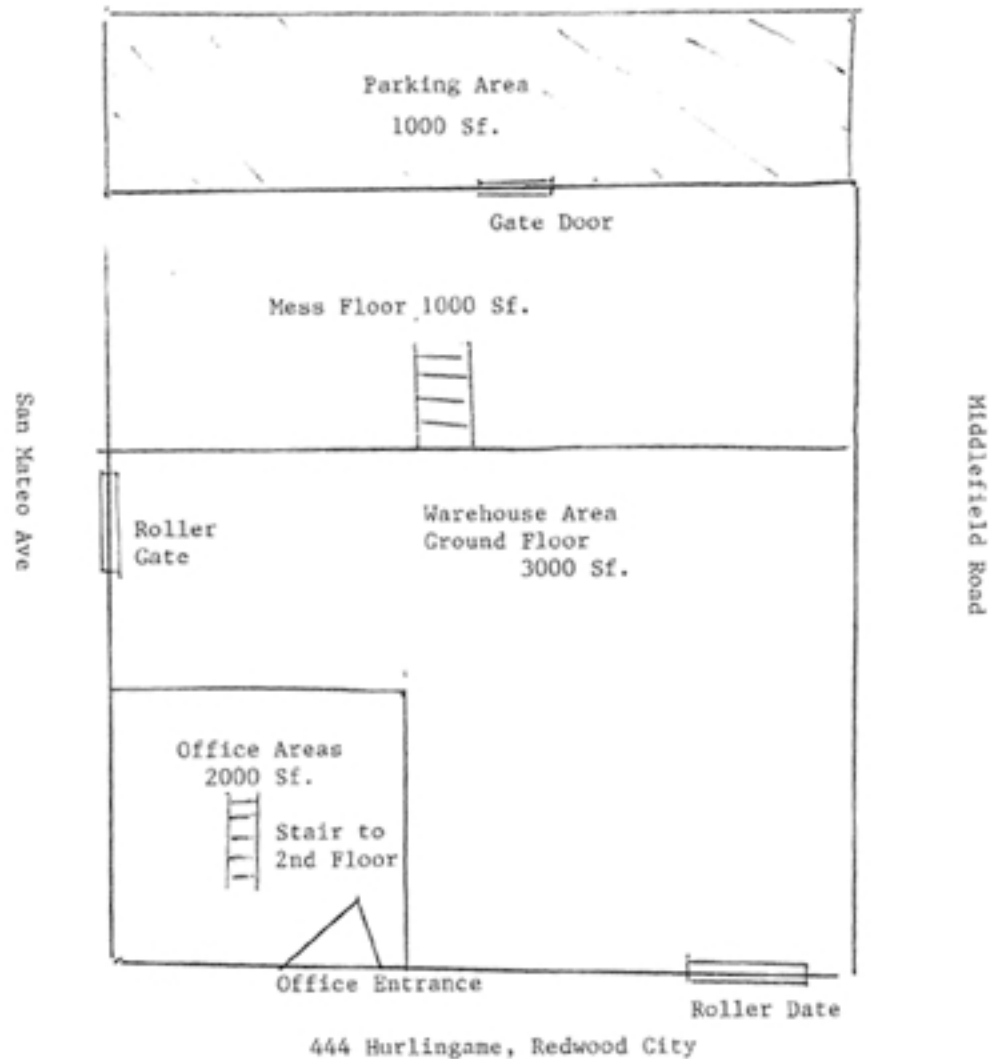 Parking Area
1000 Sf.
Gate Door
Mess Floor 1000 Sf.
San Mateo Ave
Middlefield Road
Roller
Gate
Warehouse Area
Ground Floor
3000 Sf.
Office Areas
2000 Sf.
Stair to
2nd Floor
Office Entrance
Roller Date
444 Hurlingame, Redwood City